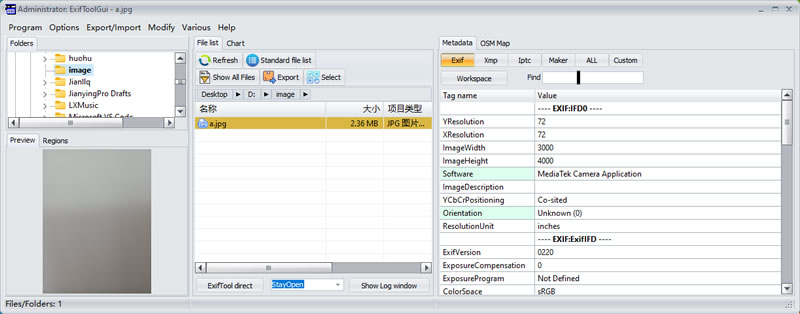 Administrator: ExifToolGui - a.jpg
Program Options Export/Import Modify Various Help
Folders
huohu
image
Jianllq
JianyingPro Drafts
LXMusic
Microsoft VS Code
Preview Regions
File list Chart
Refresh Standard file list
Show All Files Export Select
Desktop D: image
名称 大小 项目类型
a.jpg 2.36 MB JPG 图片...
ExifTool direct StayOpen Show Log window
Metadata OSM Map
Exif Xmp Iptc Maker ALL Custom
Workspace Find
Tag name Value
---- EXIF:IFD0 ----
YResolution 72
XResolution 72
ImageWidth 3000
ImageHeight 4000
Software MediaTek Camera Application
ImageDescription
YCbCrPositioning Co-sited
Orientation Unknown (0)
ResolutionUnit inches
---- EXIF:ExifIFD ----
ExifVersion 0220
ExposureCompensation 0
ExposureProgram Not Defined
ColorSpace sRGB
Files/Folders: 1